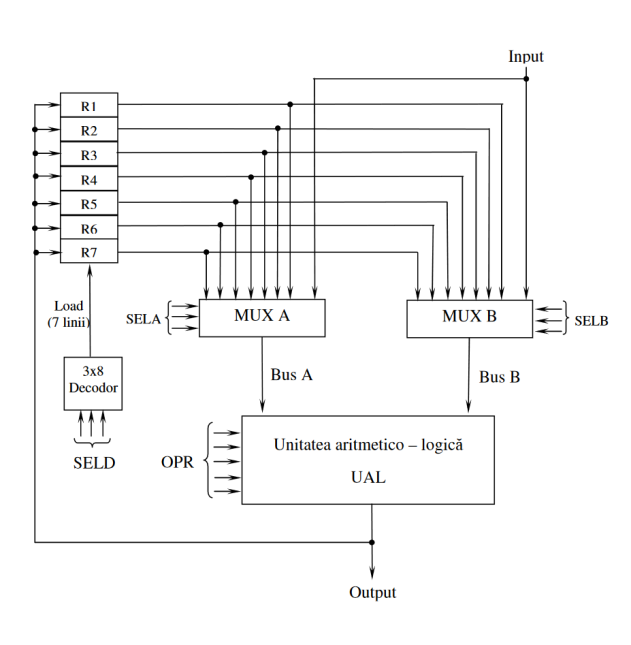 Input
R1
R2
R3
R4
R5
R6
R7
Load
(7 linii)
SELA
MUX A
MUX B
SELB
3x8
Decodor
Bus A
Bus B
SELD
OPR
Unitatea aritmetico – logică
UAL
Output